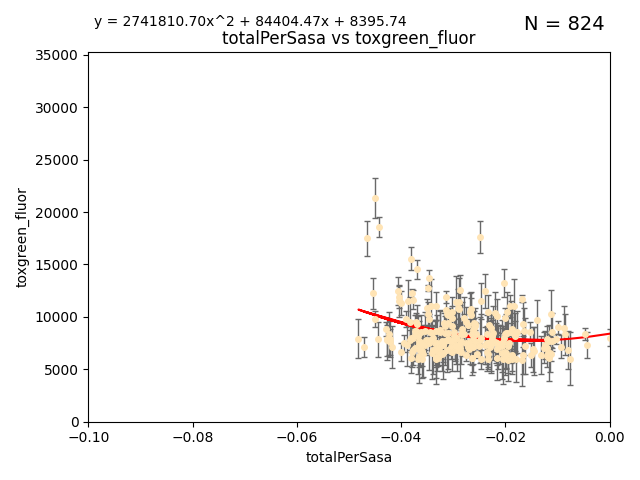 y = 2741810.70x^2 + 84404.47x + 8395.74
N = 824
totalPerSasa vs toxgreen_fluor
35000
30000
25000
20000
15000
10000
5000
0
toxgreen_fluor
−0.10
−0.08
−0.06
−0.04
−0.02
0.00
totalPerSasa